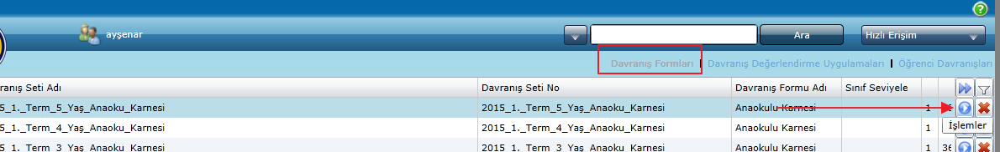 ayşenar
Ara
Hızlı Erişim
Davranış Formları
Davranış Değerlendirme Uygulamaları
Öğrenci Davranışları
ranış Seti Adı Davranış Seti No Davranış Formu Adı Sınıf Seviyele
5_1._Term_5_Yaş_Anaoku_Karnesi 2015_1._Term_5_Yaş_Anaoku_Karnesi Anaokulu Karnesi 1
5_1._Term_4_Yaş_Anaoku_Karnesi 2015_1._Term_4_Yaş_Anaoku_Karnesi Anaokulu Karnesi 1
İşlemler
5_1._Term_3_Yaş_Anaoku_Karnesi 2015_1._Term_3_Yaş_Anaoku_Karnesi Anaokulu Karnesi 1 36